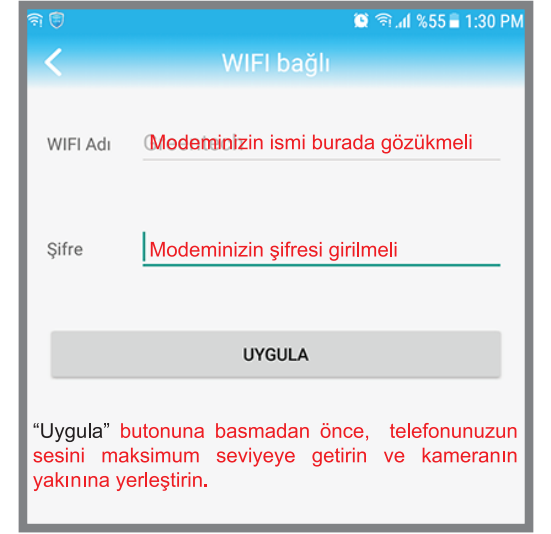 %55 1:30 PM
WIFI bağlı
WIFI Adı Modeminizin ismi burada gözükmeli
Şifre Modeminizin şifresi girilmeli
UYGULA
“Uygula” butonuna basmadan önce, telefonunuzun
sesini maksimum seviyeye getirin ve kameranın
yakınına yerleştirin.